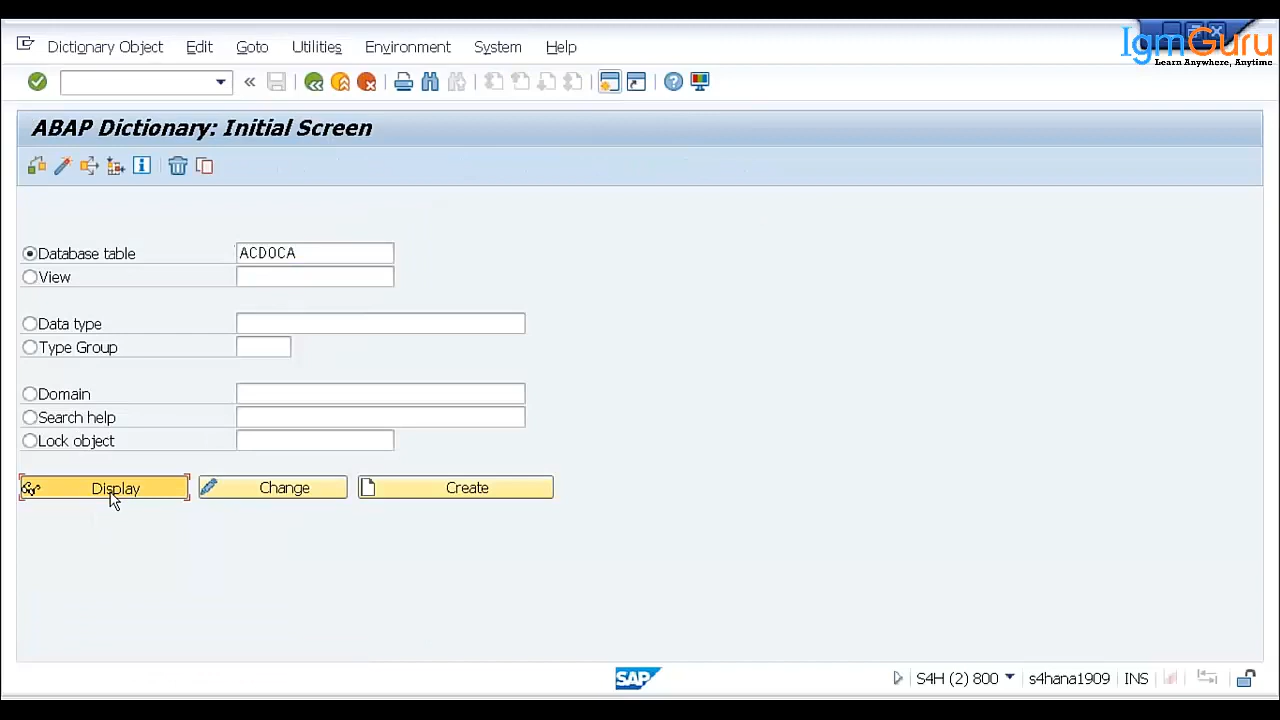 Dictionary Object Edit Goto Utilities Environment System Help
IgmGuru
Learn Anywhere, Anytime
ABAP Dictionary: Initial Screen
Database table ACDOCA
View
Data type
Type Group
Domain
Search help
Lock object
Display Change Create
SAP S4H (2) 800 s4hana1909 INS